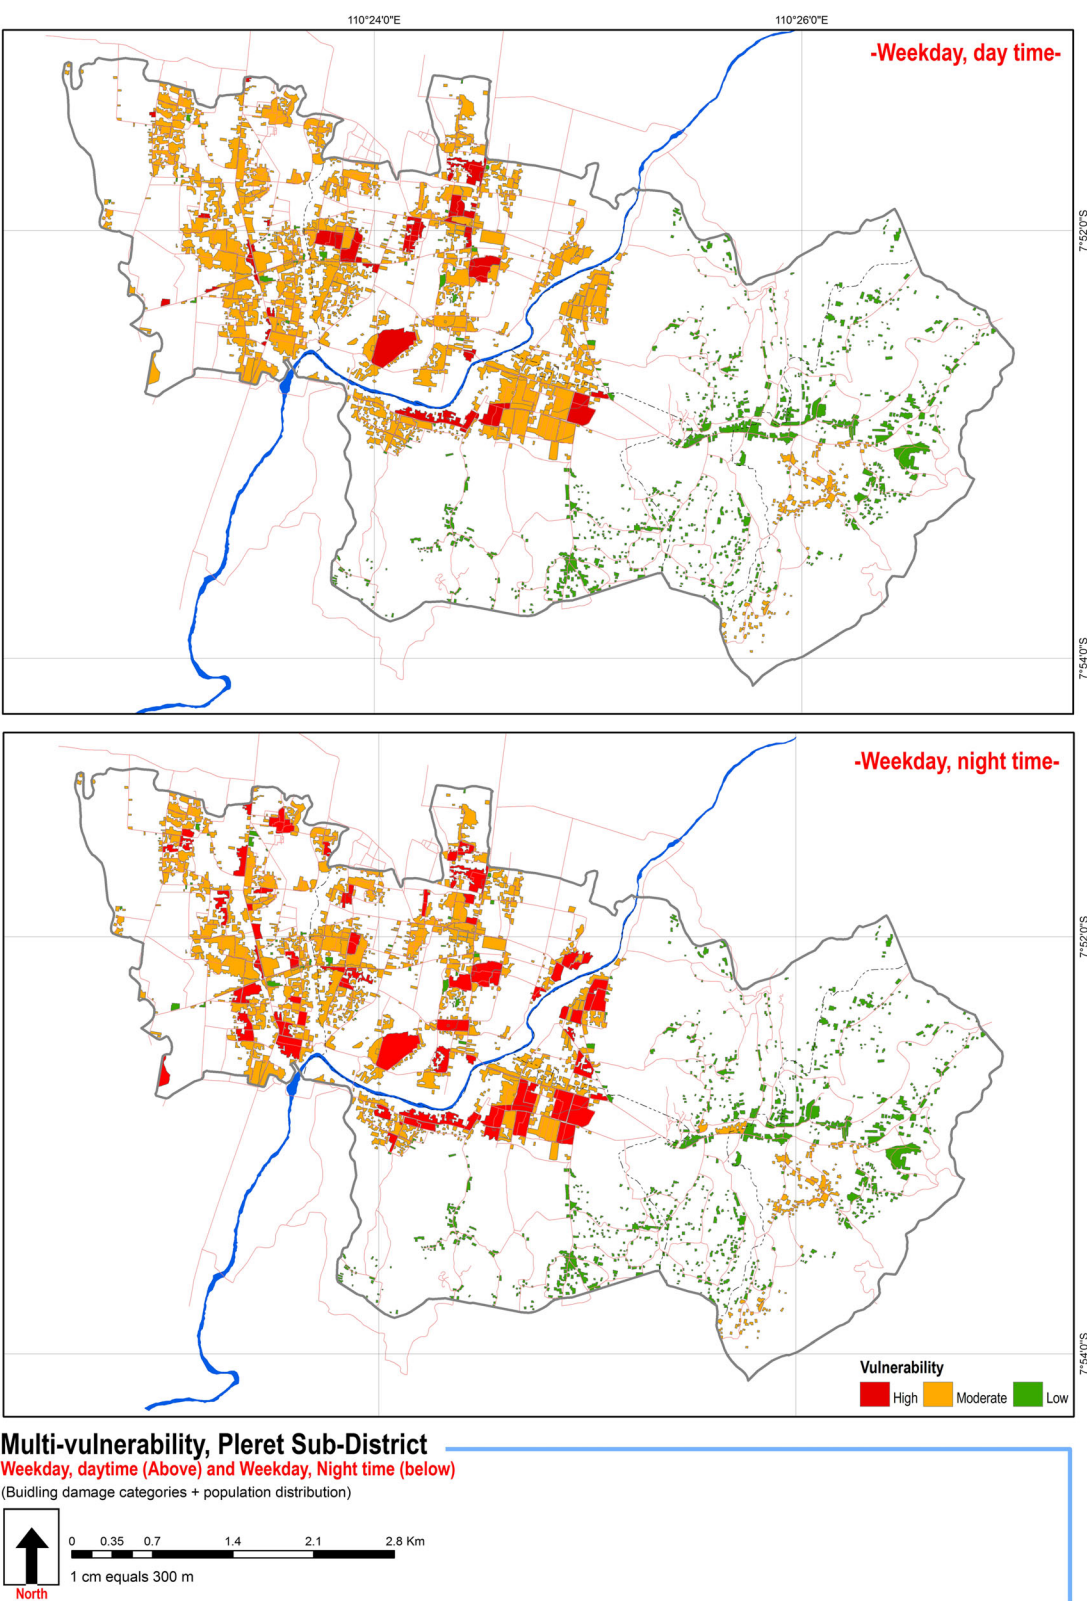 110°24'0"E
110°26'0"E
-Weekday, day time-
7°52'0"S
7°54'0"S
-Weekday, night time-
7°52'0"S
7°54'0"S
Vulnerability
High
Moderate
Low
Multi-vulnerability, Pleret Sub-District
Weekday, daytime (Above) and Weekday, Night time (below)
(Buidling damage categories + population distribution)
0 0.35 0.7 1.4 2.1 2.8 Km
1 cm equals 300 m
North